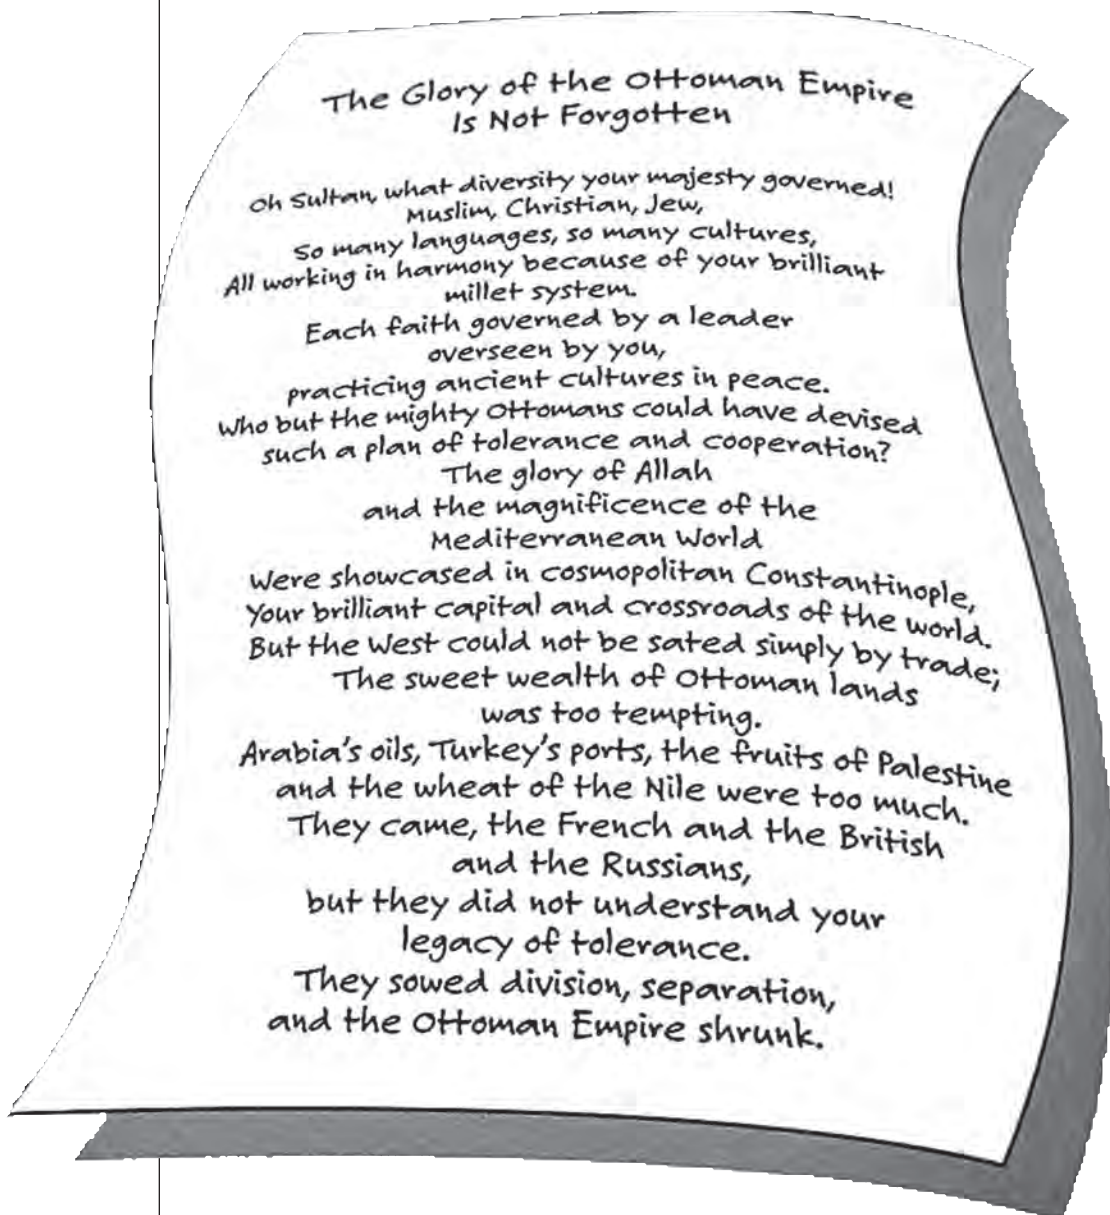 The Glory of the Ottoman Empire
Is Not Forgotten
Oh Sultan, what diversity your majesty governed!
Muslim, Christian, Jew,
So many languages, so many cultures,
All working in harmony because of your brilliant
millet system.
Each faith governed by a leader
overseen by you,
practicing ancient cultures in peace.
Who but the mighty Ottomans could have devised
such a plan of tolerance and cooperation?
The glory of Allah
and the magnificence of the
Mediterranean World
Were showcased in cosmopolitan Constantinople,
Your brilliant capital and crossroads of the world.
But the West could not be sated simply by trade;
The sweet wealth of Ottoman lands
was too tempting.
Arabia's oils, Turkey's ports, the fruits of Palestine
and the wheat of the Nile were too much.
They came, the French and the British
and the Russians,
but they did not understand your
legacy of tolerance.
They sowed division, separation,
and the Ottoman Empire shrunk.